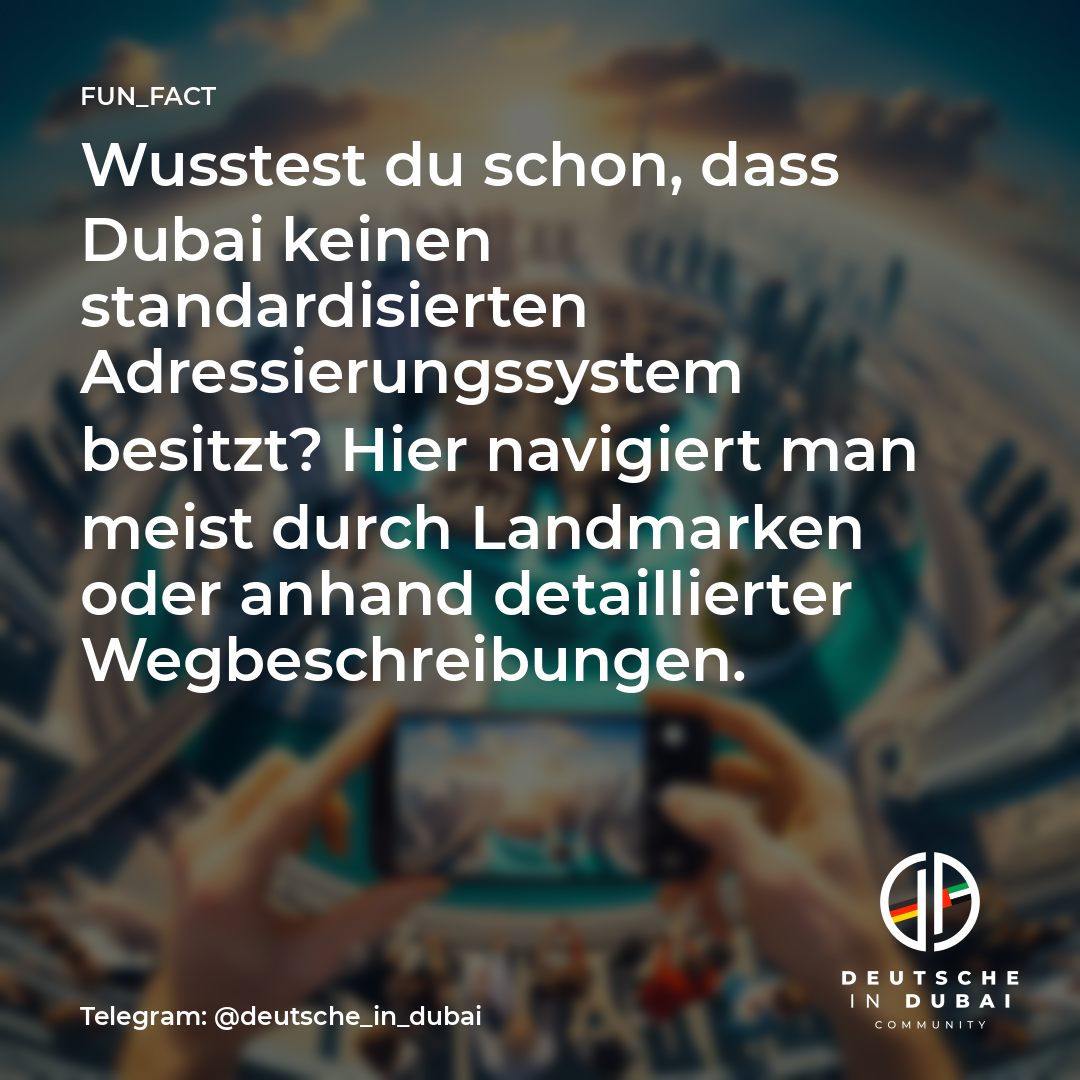 FUN_FACT
Wusstest du schon, dass
Dubai keinen
standardisierten
Adressierungssystem
besitzt? Hier navigiert man
meist durch Landmarken
oder anhand detaillierter
Wegbeschreibungen.
Telegram: @deutsche_in_dubai
DEUTSCHE
IN DUBAI
COMMUNITY